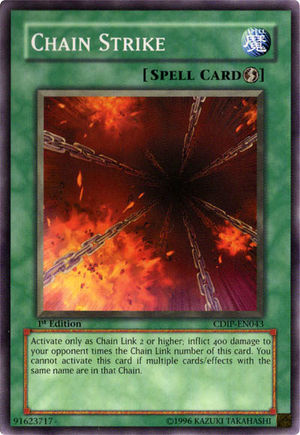 Chain Strike
魔
[Spell Card]
1st Edition
CDIP-EN043
Activate only as Chain Link 2 or higher; inflict 400 damage to
your opponent times the Chain Link number of this card. You
cannot activate this card if multiple cards/effects with the
same name are in that Chain.
91623717
©1996 KAZUKI TAKAHASHI